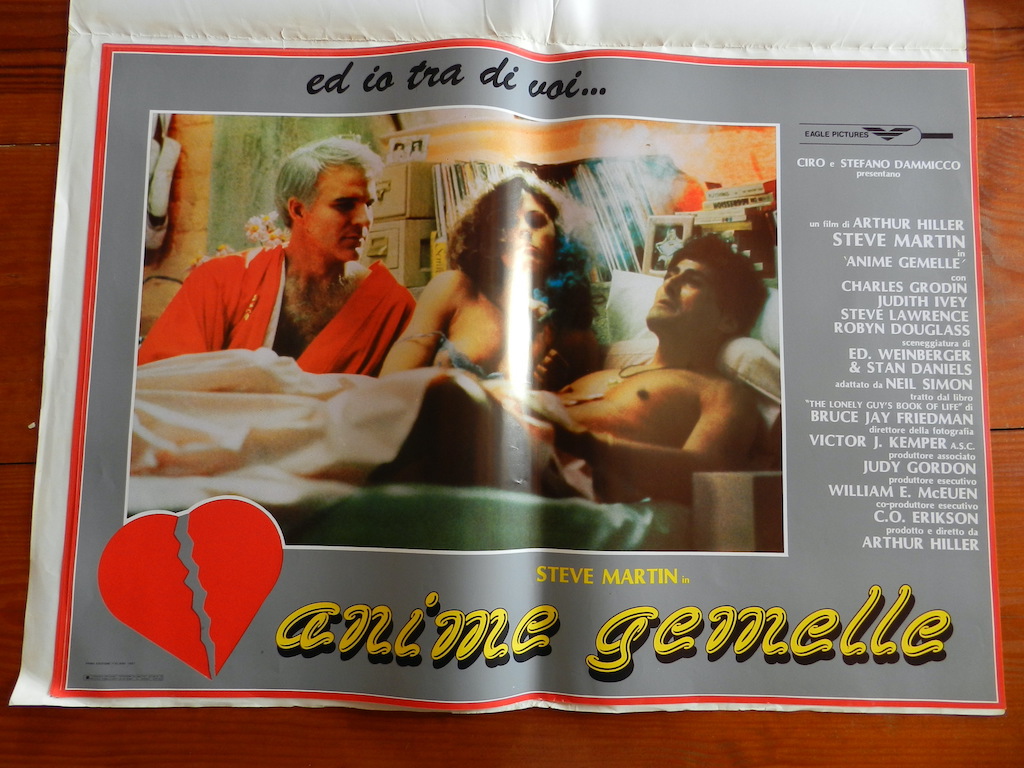 ed io tra di voi...
EAGLE PICTURES
CIRO e STEFANO DAMMICCO
presentano
un film di ARTHUR HILLER
STEVE MARTIN
in
'ANIME GEMELLE'
con
CHARLES GRODIN
JUDITH IVEY
STEVE LAWRENCE
ROBYN DOUGLASS
sceneggiatura di
ED. WEINBERGER
& STAN DANIELS
adattato da NEIL SIMON
tratto dal libro
"THE LONELY GUY'S BOOK OF LIFE" di
BRUCE JAY FRIEDMAN
direttore della fotografia
VICTOR J. KEMPER A.S.C.
produttore associato
JUDY GORDON
produttore esecutivo
WILLIAM E. McEUEN
co-produttore esecutivo
C.O. ERIKSON
prodotto e diretto da
ARTHUR HILLER
STEVE MARTIN in
anime gemelle